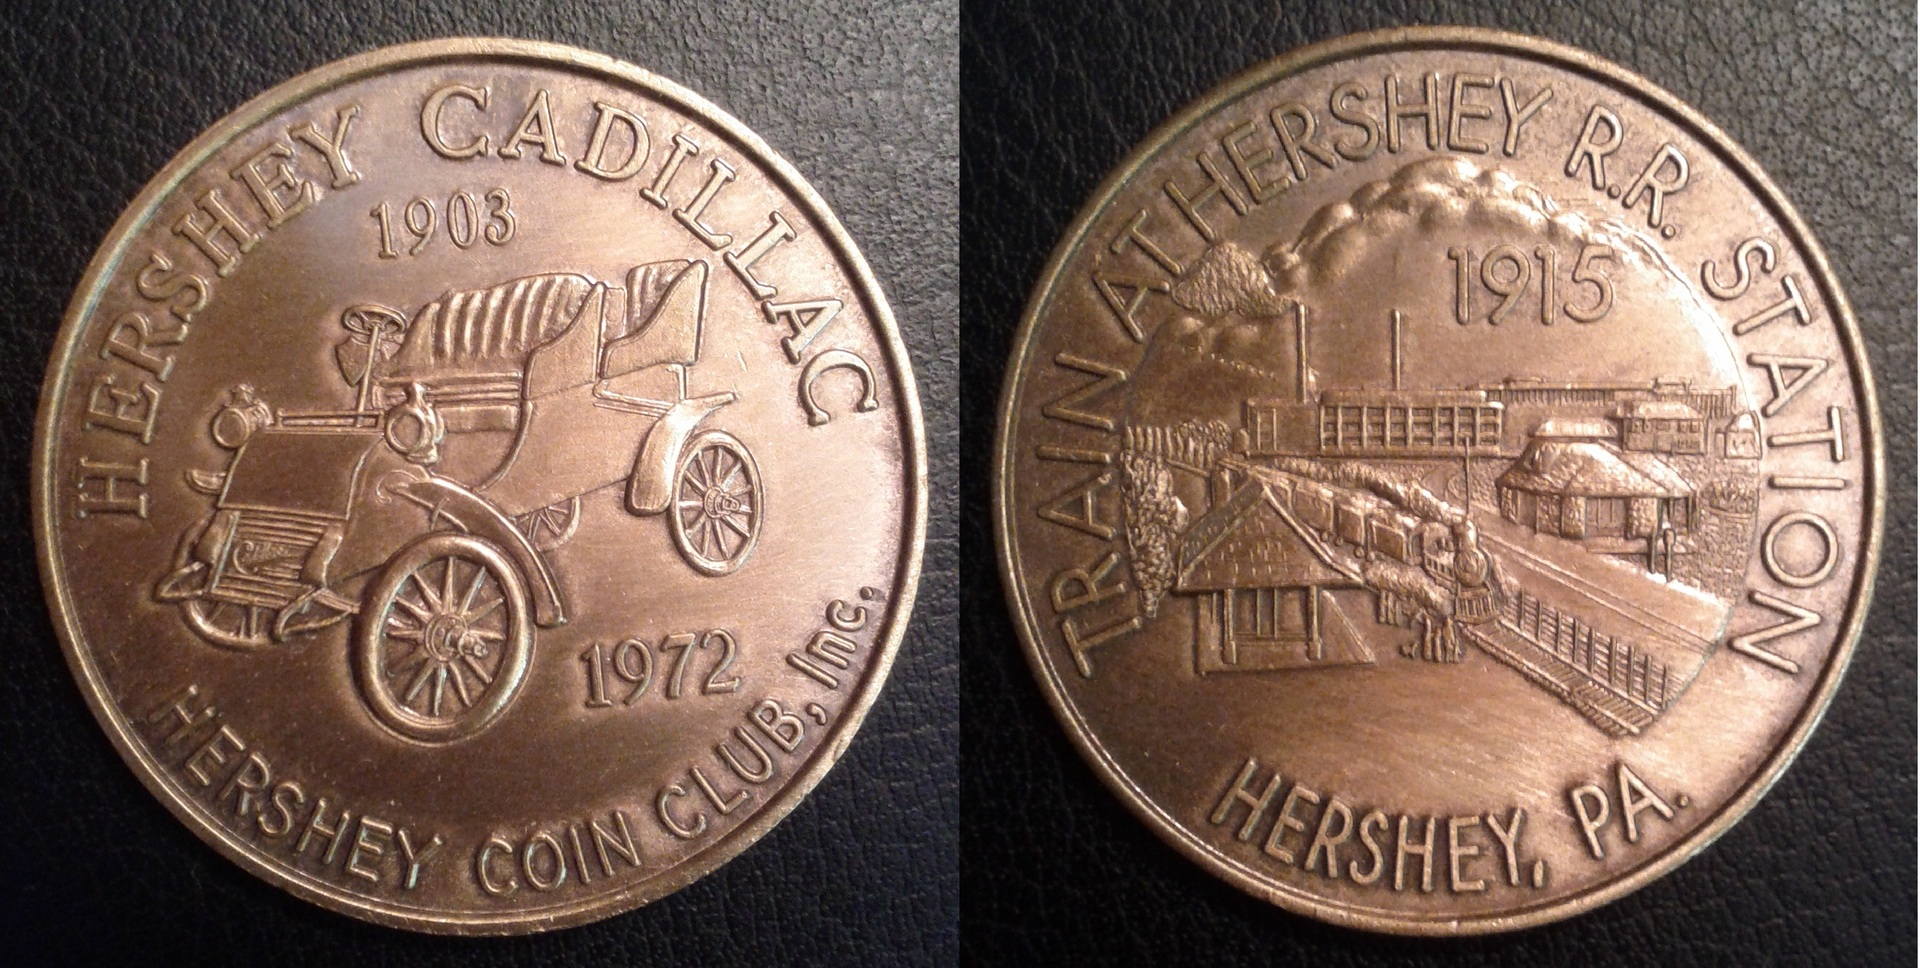 HERSHEY CADILLAC
1903
1972
HERSHEY COIN CLUB, Inc.
TRAIN AT HERSHEY R.R. STATION
1915
HERSHEY, PA.